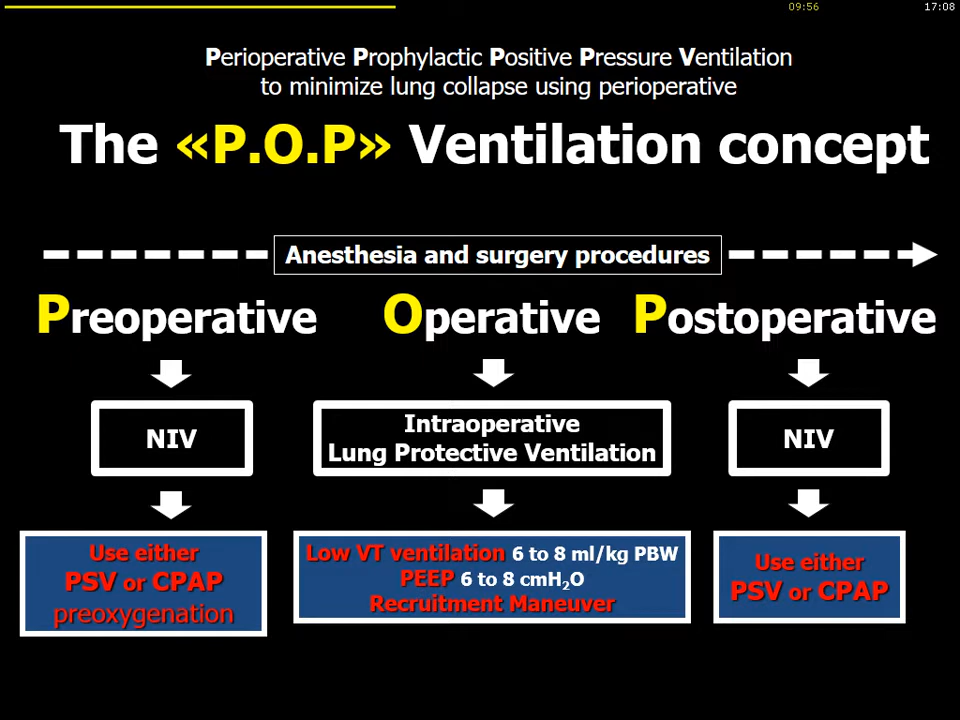 09:56
17:08
Perioperative Prophylactic Positive Pressure Ventilation
to minimize lung collapse using perioperative
The «P.O.P» Ventilation concept
Anesthesia and surgery procedures
Preoperative
Operative
Postoperative
NIV
Intraoperative
Lung Protective Ventilation
NIV
Use either
PSV or CPAP
preoxygenation
Low VT ventilation 6 to 8 ml/kg PBW
PEEP 6 to 8 cmH₂O
Recruitment Maneuver
Use either
PSV or CPAP